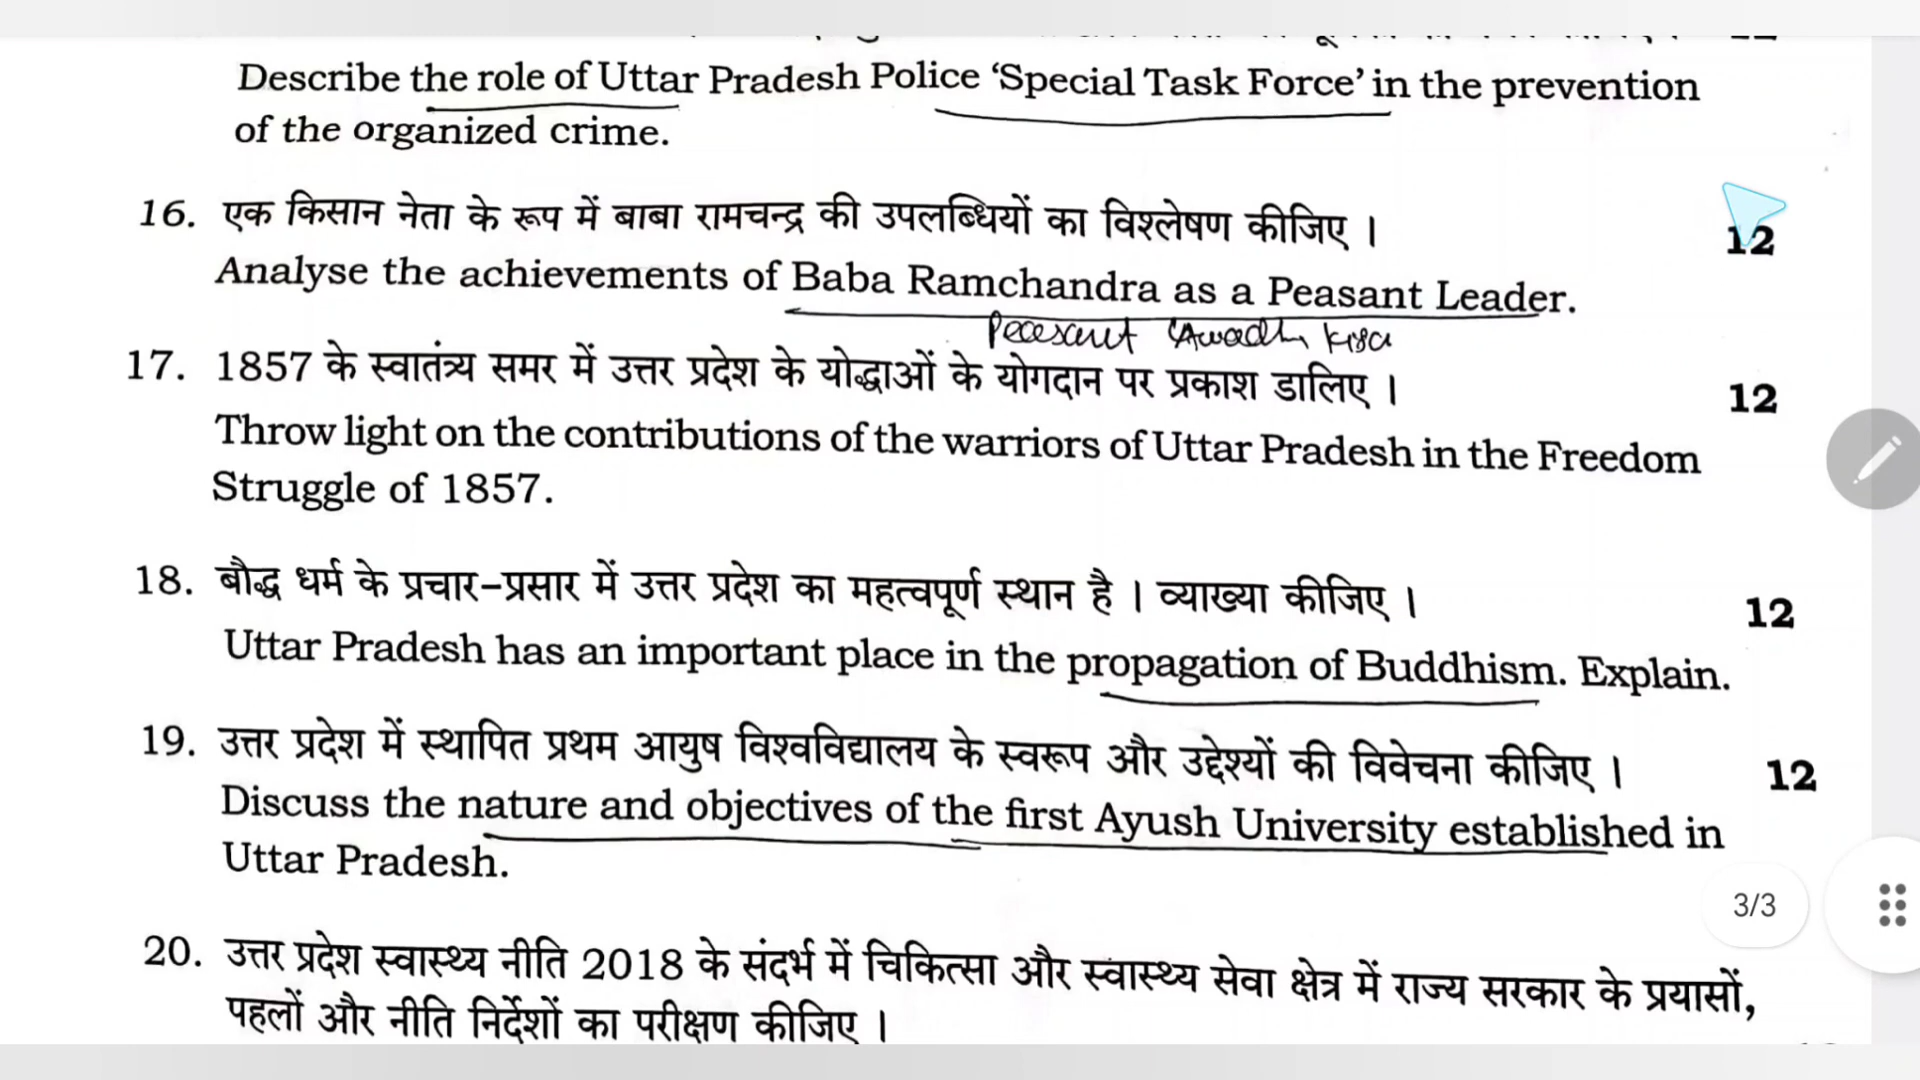 Describe the role of Uttar Pradesh Police ‘Special Task Force’ in the prevention
of the organized crime.
16. एक किसान नेता के रूप में बाबा रामचन्द्र की उपलब्धियों का विश्लेषण कीजिए ।
12
Analyse the achievements of Baba Ramchandra as a Peasant Leader.
Awadh
17. 1857 के स्वातंत्र्य समर में उत्तर प्रदेश के योद्धाओं के योगदान पर प्रकाश डालिए ।
12
Throw light on the contributions of the warriors of Uttar Pradesh in the Freedom
Struggle of 1857.
18. बौद्ध धर्म के प्रचार-प्रसार में उत्तर प्रदेश का महत्वपूर्ण स्थान है । व्याख्या कीजिए ।
12
Uttar Pradesh has an important place in the propagation of Buddhism. Explain.
19. उत्तर प्रदेश में स्थापित प्रथम आयुष विश्वविद्यालय के स्वरूप और उद्देश्यों की विवेचना कीजिए ।
12
Discuss the nature and objectives of the first Ayush University established in
Uttar Pradesh.
3/3
20. उत्तर प्रदेश स्वास्थ्य नीति 2018 के संदर्भ में चिकित्सा और स्वास्थ्य सेवा क्षेत्र में राज्य सरकार के प्रयासों,
पहलों और नीति निर्देशों का परीक्षण कीजिए ।